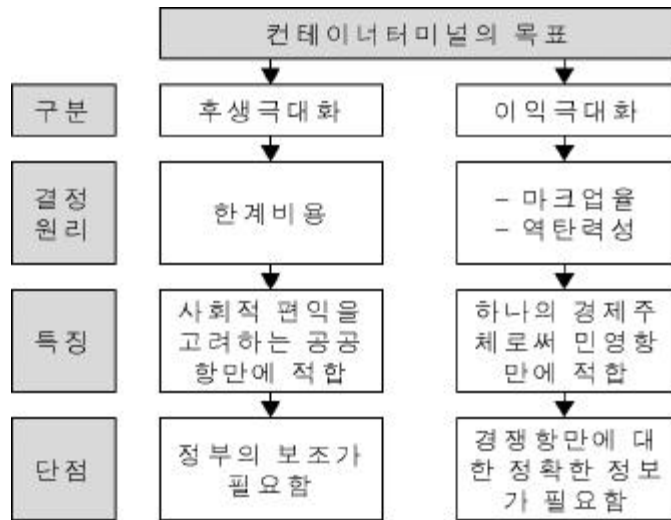 컨테이너터미널의 목표
구분
후생극대화
이익극대화
결정
원리
한계비용
- 마크업율
- 역탄력성
특징
사회적 편익을
고려하는 공공
항만에 적합
하나의 경제주
체로써 민영항
만에 적합
단점
정부의 보조가
필요함
경쟁항만에 대
한 정확한 정보
가 필요함